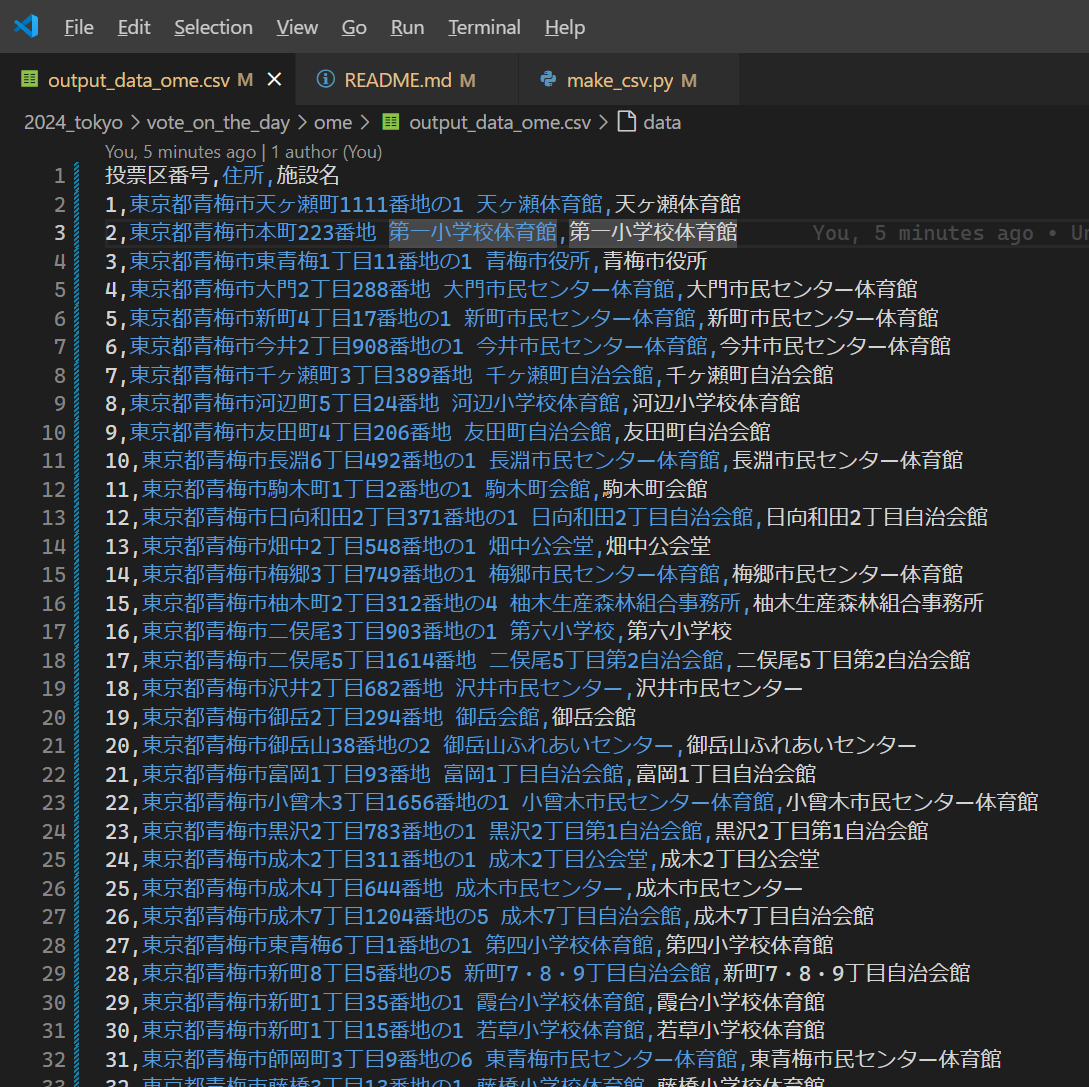 File Edit Selection View Go Run Terminal Help
output_data_ome.csv M × README.md M make_csv.py M
2024_tokyo > vote_on_the_day > ome > output_data_ome.csv > data
You, 5 minutes ago | 1 author (You)
1 投票区番号,住所,施設名
2 1,東京都青梅市天ヶ瀬町1111番地の1 天ヶ瀬体育館,天ヶ瀬体育館
3 2,東京都青梅市本町223番地 第一小学校体育館,第一小学校体育館 You, 5 minutes ago • Un
4 3,東京都青梅市東青梅1丁目11番地の1 青梅市役所,青梅市役所
5 4,東京都青梅市大門2丁目288番地 大門市民センター体育館,大門市民センター体育館
6 5,東京都青梅市新町4丁目17番地の1 新町市民センター体育館,新町市民センター体育館
7 6,東京都青梅市今井2丁目908番地の1 今井市民センター体育館,今井市民センター体育館
8 7,東京都青梅市千ヶ瀬町3丁目389番地 千ヶ瀬町自治会館,千ヶ瀬町自治会館
9 8,東京都青梅市河辺町5丁目24番地 河辺小学校体育館,河辺小学校体育館
10 9,東京都青梅市友田町4丁目206番地 友田町自治会館,友田町自治会館
11 10,東京都青梅市長淵6丁目492番地の1 長淵市民センター体育館,長淵市民センター体育館
12 11,東京都青梅市駒木町1丁目2番地の1 駒木町会館,駒木町会館
13 12,東京都青梅市日向和田2丁目371番地の1 日向和田2丁目自治会館,日向和田2丁目自治会館
14 13,東京都青梅市畑中2丁目548番地の1 畑中公会堂,畑中公会堂
15 14,東京都青梅市梅郷3丁目749番地の1 梅郷市民センター体育館,梅郷市民センター体育館
16 15,東京都青梅市柚木町2丁目312番地の4 柚木生産森林組合事務所,柚木生産森林組合事務所
17 16,東京都青梅市二俣尾3丁目903番地の1 第六小学校,第六小学校
18 17,東京都青梅市二俣尾5丁目1614番地 二俣尾5丁目第2自治会館,二俣尾5丁目第2自治会館
19 18,東京都青梅市沢井2丁目682番地 沢井市民センター,沢井市民センター
20 19,東京都青梅市御岳2丁目294番地 御岳会館,御岳会館
21 20,東京都青梅市御岳山38番地の2 御岳山ふれあいセンター,御岳山ふれあいセンター
22 21,東京都青梅市富岡1丁目93番地 富岡1丁目自治会館,富岡1丁目自治会館
23 22,東京都青梅市小曾木3丁目1656番地の1 小曾木市民センター体育館,小曾木市民センター体育館
24 23,東京都青梅市黒沢2丁目783番地の1 黒沢2丁目第1自治会館,黒沢2丁目第1自治会館
25 24,東京都青梅市成木2丁目311番地の1 成木2丁目公会堂,成木2丁目公会堂
26 25,東京都青梅市成木4丁目644番地 成木市民センター,成木市民センター
27 26,東京都青梅市成木7丁目1204番地の5 成木7丁目自治会館,成木7丁目自治会館
28 27,東京都青梅市東青梅6丁目1番地の1 第四小学校体育館,第四小学校体育館
29 28,東京都青梅市新町8丁目5番地の5 新町7・8・9丁目自治会館,新町7・8・9丁目自治会館
30 29,東京都青梅市新町1丁目35番地の1 霞台小学校体育館,霞台小学校体育館
31 30,東京都青梅市新町1丁目15番地の1 若草小学校体育館,若草小学校体育館
32 31,東京都青梅市師岡町3丁目9番地の6 東青梅市民センター体育館,東青梅市民センター体育館
33 32,東京都青梅市藤橋3丁目13番地の1 藤橋小学校体育館,藤橋小学校体育館